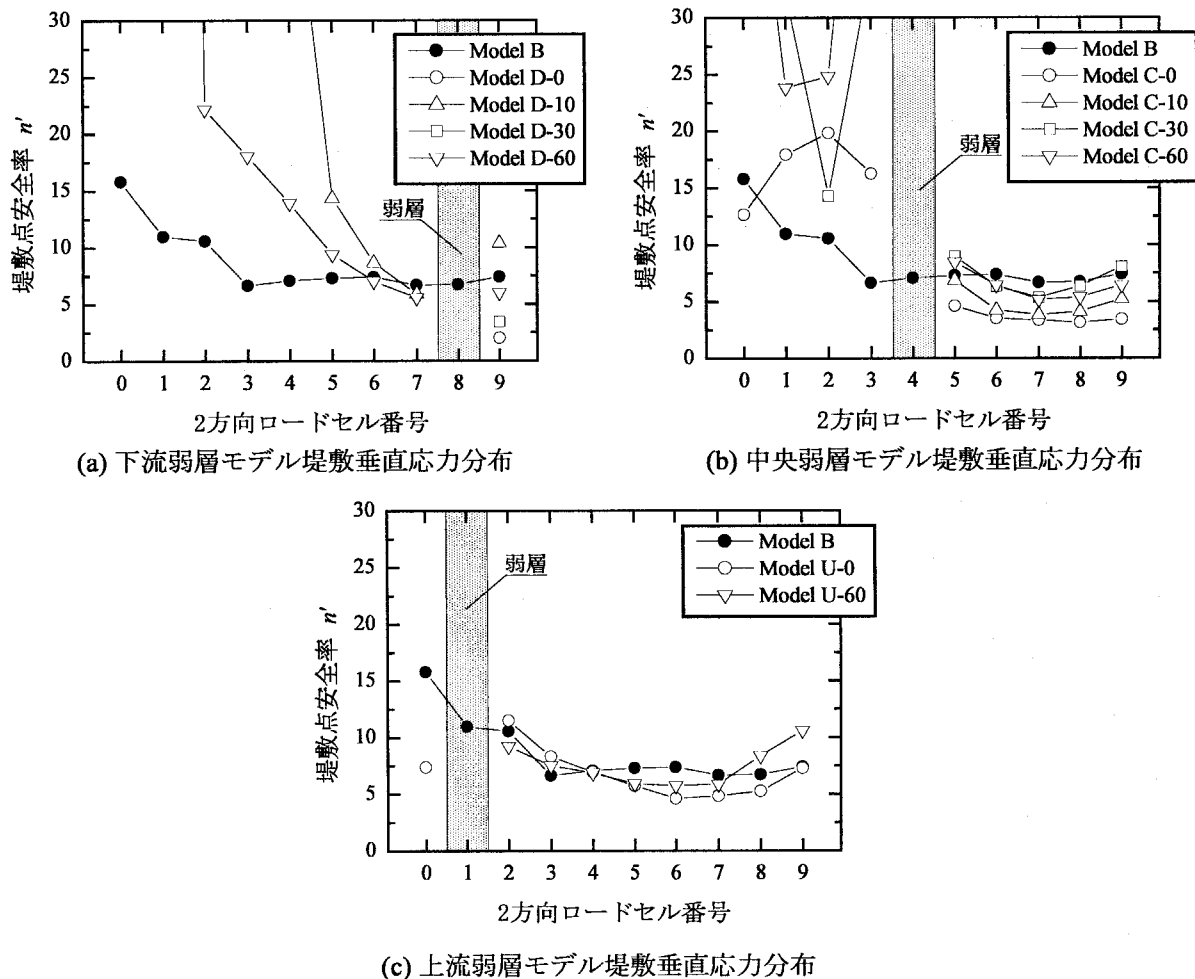 30
25
20
15
10
5
0
堤敷点安全率 n'
Model B
Model D-0
Model D-10
Model D-30
Model D-60
弱層
0 1 2 3 4 5 6 7 8 9
2方向ロードセル番号
(a) 下流弱層モデル堤敷垂直応力分布
30
25
20
15
10
5
0
堤敷点安全率 n'
Model B
Model C-0
Model C-10
Model C-30
Model C-60
弱層
0 1 2 3 4 5 6 7 8 9
2方向ロードセル番号
(b) 中央弱層モデル堤敷垂直応力分布
30
25
20
15
10
5
0
堤敷点安全率 n'
弱層
Model B
Model U-0
Model U-60
0 1 2 3 4 5 6 7 8 9
2方向ロードセル番号
(c) 上流弱層モデル堤敷垂直応力分布